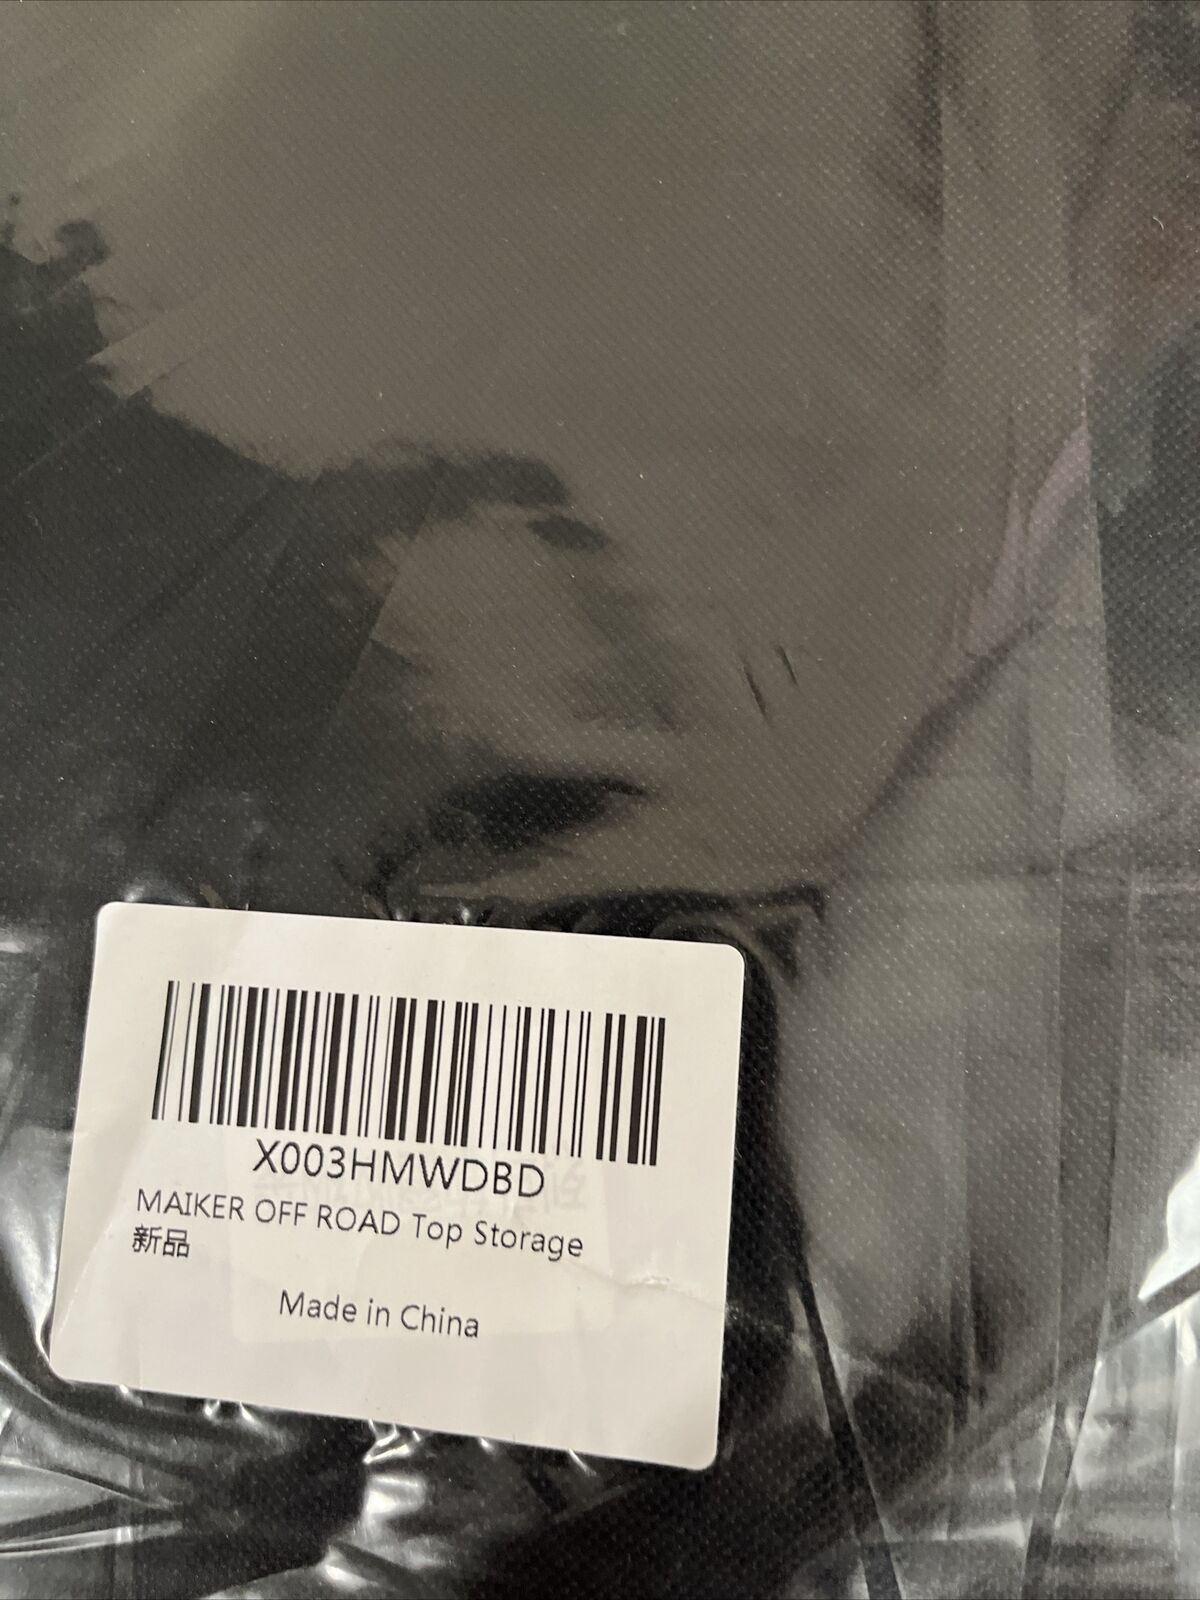 X003HMWDBD
MAIKER OFF ROAD Top Storage
新品
Made in China